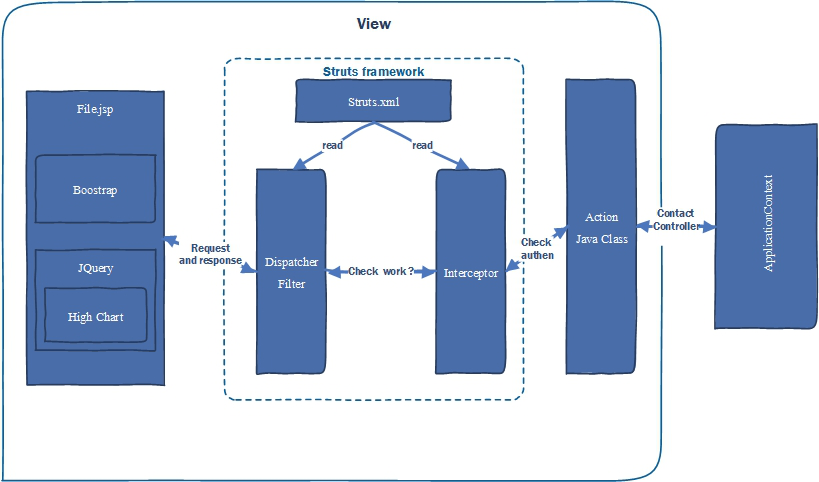 View
Struts framework
Struts.xml
File.jsp
read
read
Boostrap
JQuery
High Chart
Request
and response
Dispatcher
Filter
Check work?
Interceptor
Check
authen
Action
Java Class
Contact
Controller
ApplicationContext